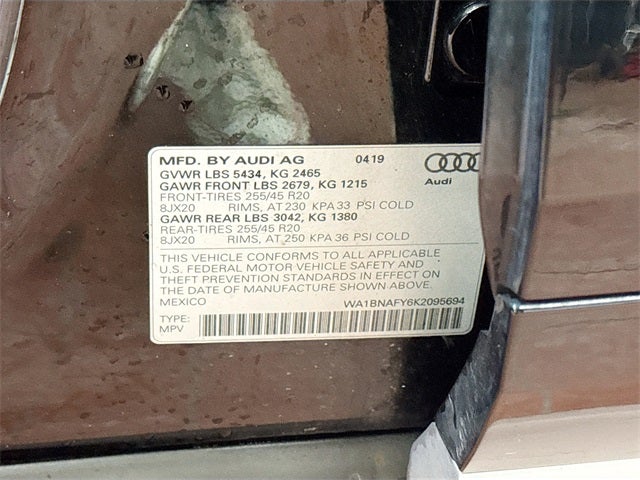 MFD. BY AUDI AG 04 19
GVWR LBS 5434, KG 2465
Audi
GAWR FRONT LBS 2679, KG 1215
FRONT-TIRES 255/45 R20
8JX20 RIMS, AT 230 KPA 33 PSI COLD
GAWR REAR LBS 3042, KG 1380
REAR-TIRES 255/45 R20
8JX20 RIMS, AT 250 KPA 36 PSI COLD
THIS VEHICLE CONFORMS TO ALL APPLICABLE
U.S. FEDERAL MOTOR VEHICLE SAFETY AND
THEFT PREVENTION STANDARDS IN EFFECT ON
THE DATE OF MANUFACTURE SHOWN ABOVE.
MEXICO WA1BNAFY6K2095694
TYPE:
MPV